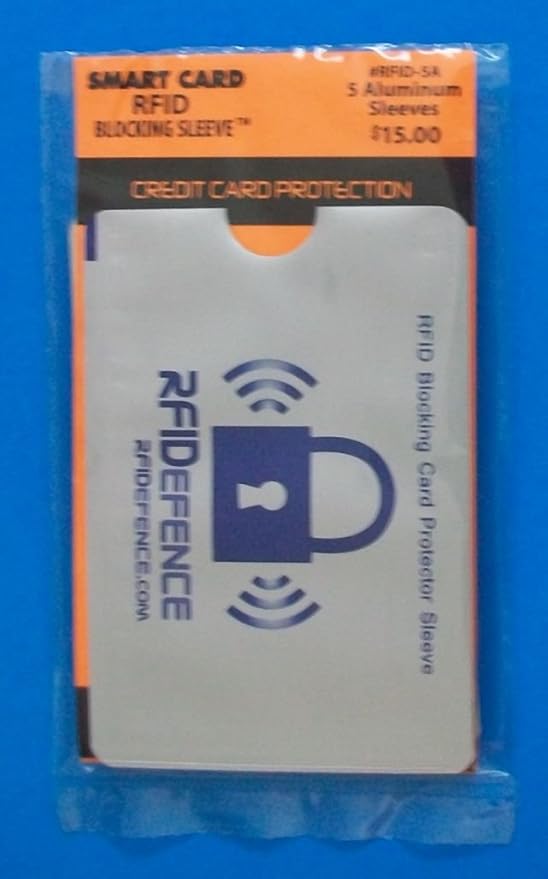 SMART CARD
RFID
BLOCKING SLEEVE™
#RFID-5A
5 Aluminum
Sleeves
$15.00
CREDIT CARD PROTECTION
RFID Blocking Card Protector Sleeve
RFIDEFENCE
RFIDEFENCE.COM